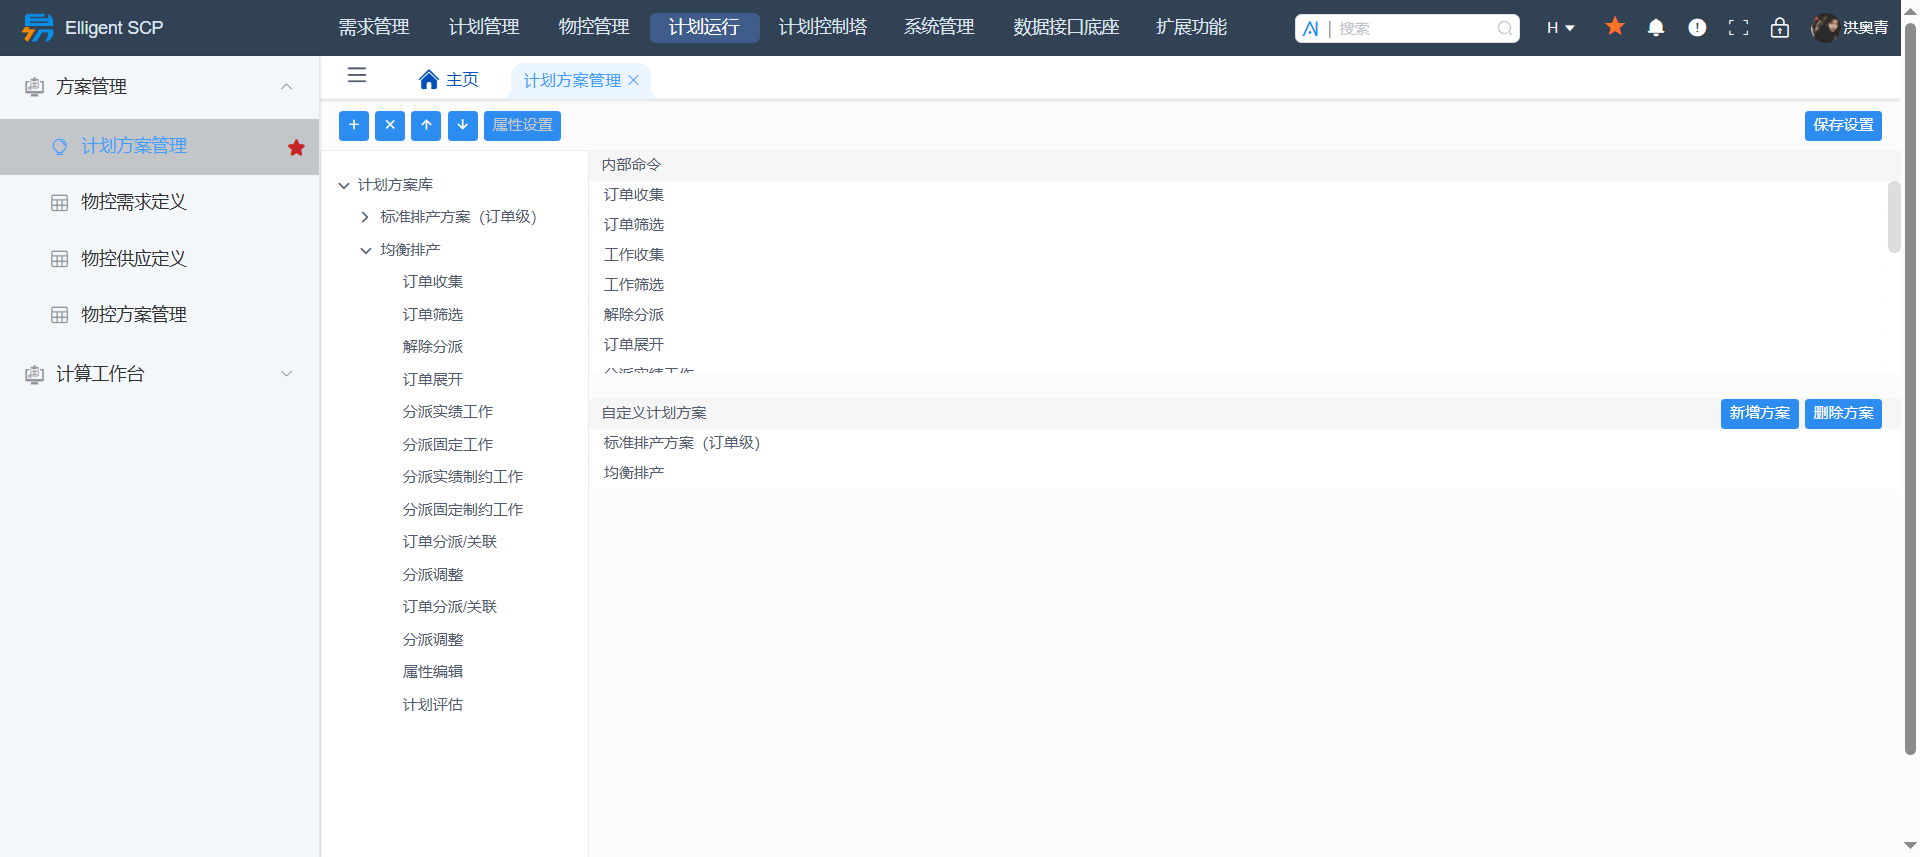 Elligent SCP
需求管理
计划管理
物控管理
计划运行
计划控制塔
系统管理
数据接口底座
扩展功能
AI | 搜索
H
洪奥青
方案管理
计划方案管理
物控需求定义
物控供应定义
物控方案管理
计算工作台
主页
计划方案管理
属性设置
保存设置
计划方案库
标准排产方案（订单级）
均衡排产
订单收集
订单筛选
解除分派
订单展开
分派实绩工作
分派固定工作
分派实绩制约工作
分派固定制约工作
订单分派/关联
分派调整
订单分派/关联
分派调整
属性编辑
计划评估
内部命令
订单收集
订单筛选
工作收集
工作筛选
解除分派
订单展开
分派实绩工作
自定义计划方案
新增方案
删除方案
标准排产方案（订单级）
均衡排产